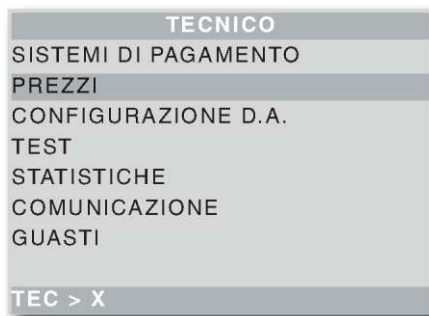 TECNICO
SISTEMI DI PAGAMENTO
PREZZI
CONFIGURAZIONE D.A.
TEST
STATISTICHE
COMUNICAZIONE
GUASTI
TEC > X